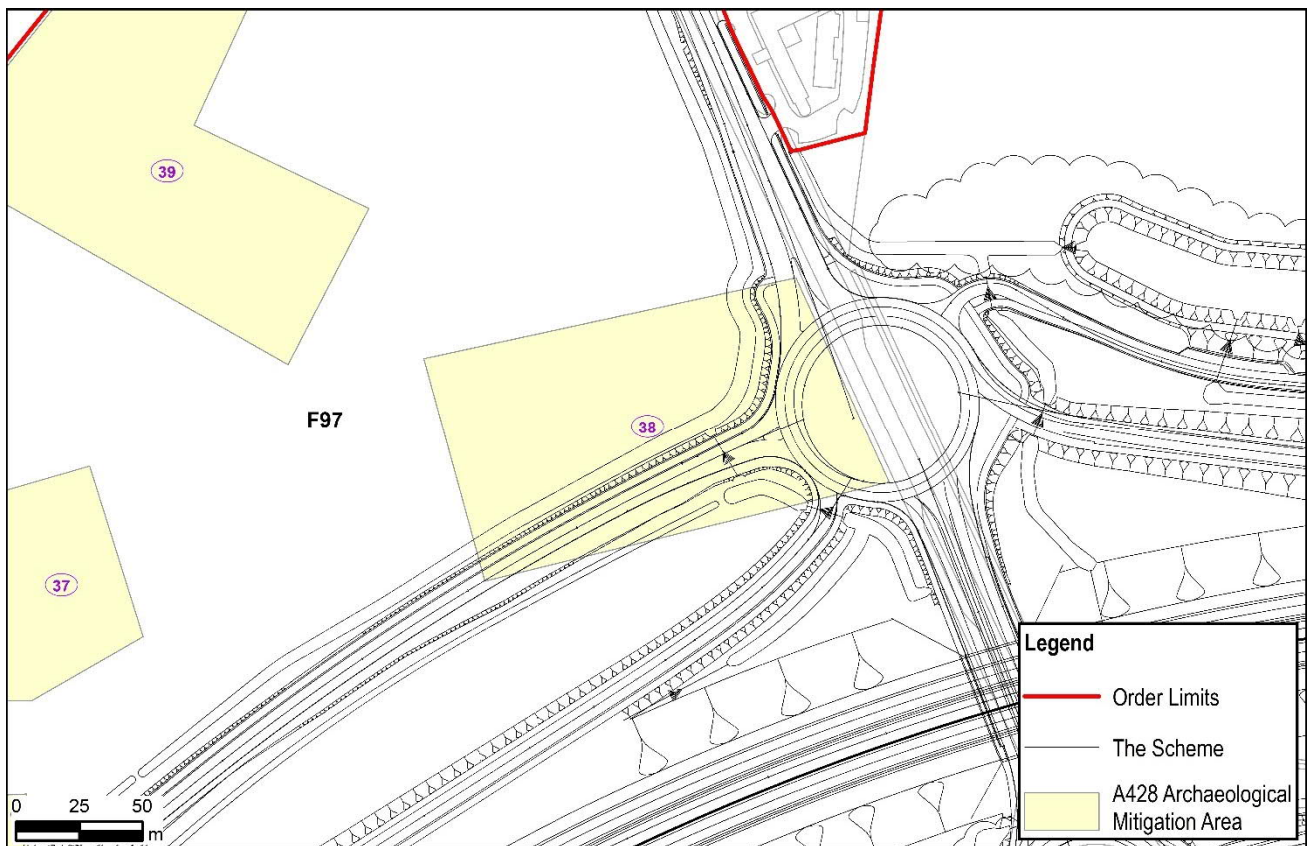 39
F97
38
37
0 25 50
m
Legend
Order Limits
The Scheme
A428 Archaeological
Mitigation Area